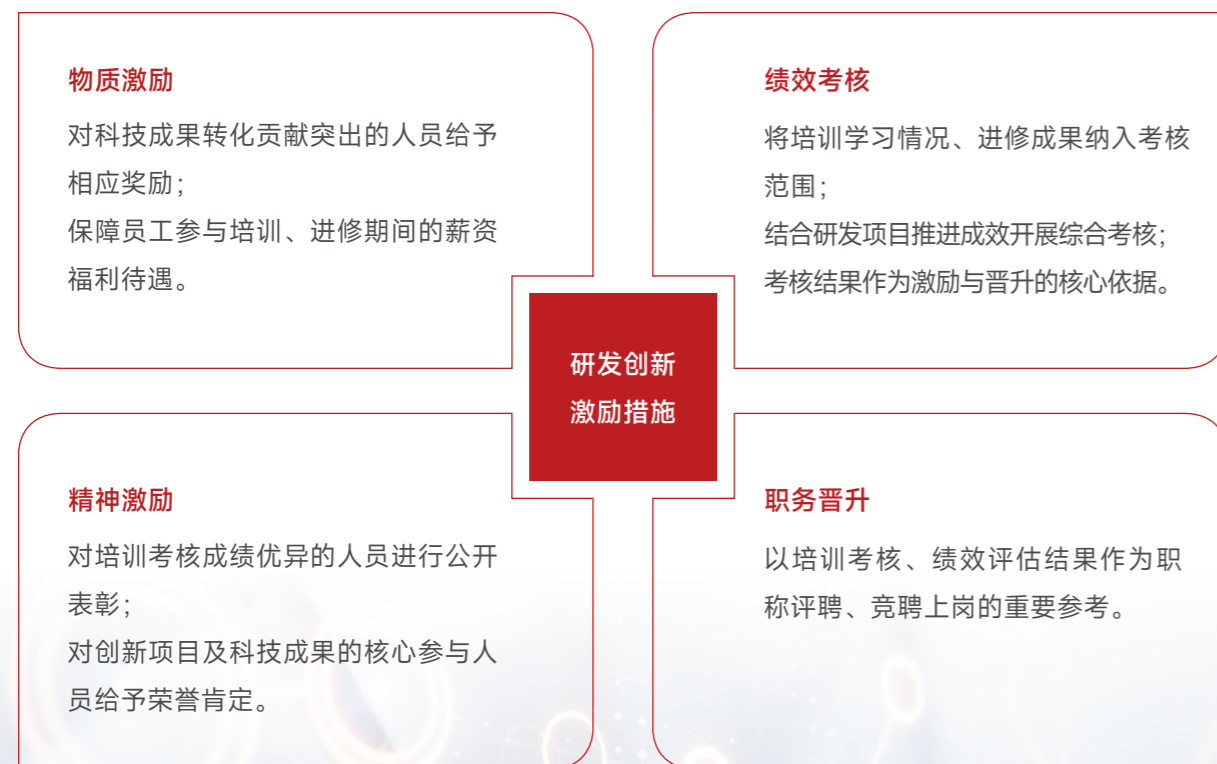 物质激励
对科技成果转化贡献突出的人员给予
相应奖励；
保障员工参与培训、进修期间的薪资
福利待遇。
绩效考核
将培训学习情况、进修成果纳入考核
范围；
结合研发项目推进成效开展综合考核；
考核结果作为激励与晋升的核心依据。
研发创新
激励措施
精神激励
对培训考核成绩优异的人员进行公开
表彰；
对创新项目及科技成果的核心参与人
员给予荣誉肯定。
职务晋升
以培训考核、绩效评估结果作为职
称评聘、竞聘上岗的重要参考。